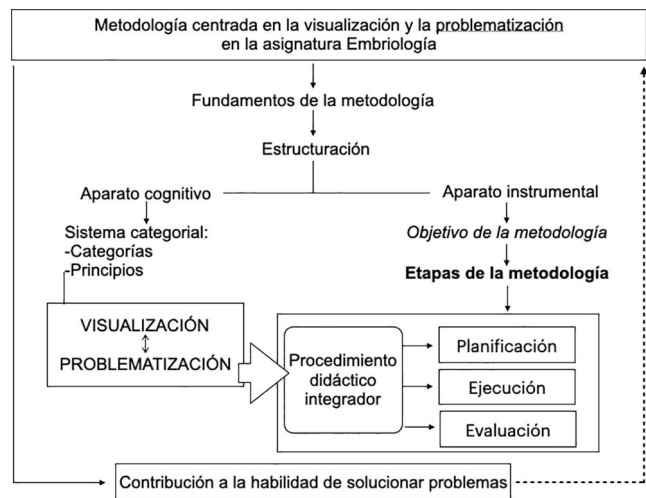 Metodología centrada en la visualización y la problematización
en la asignatura Embriología
Fundamentos de la metodología
Estructuración
Aparato cognitivo
Aparato instrumental
Sistema categorial:
-Categorías
-Principios
Objetivo de la metodología
Etapas de la metodología
VISUALIZACIÓN
PROBLEMATIZACIÓN
Procedimiento
didáctico
integrador
Planificación
Ejecución
Evaluación
Contribución a la habilidad de solucionar problemas